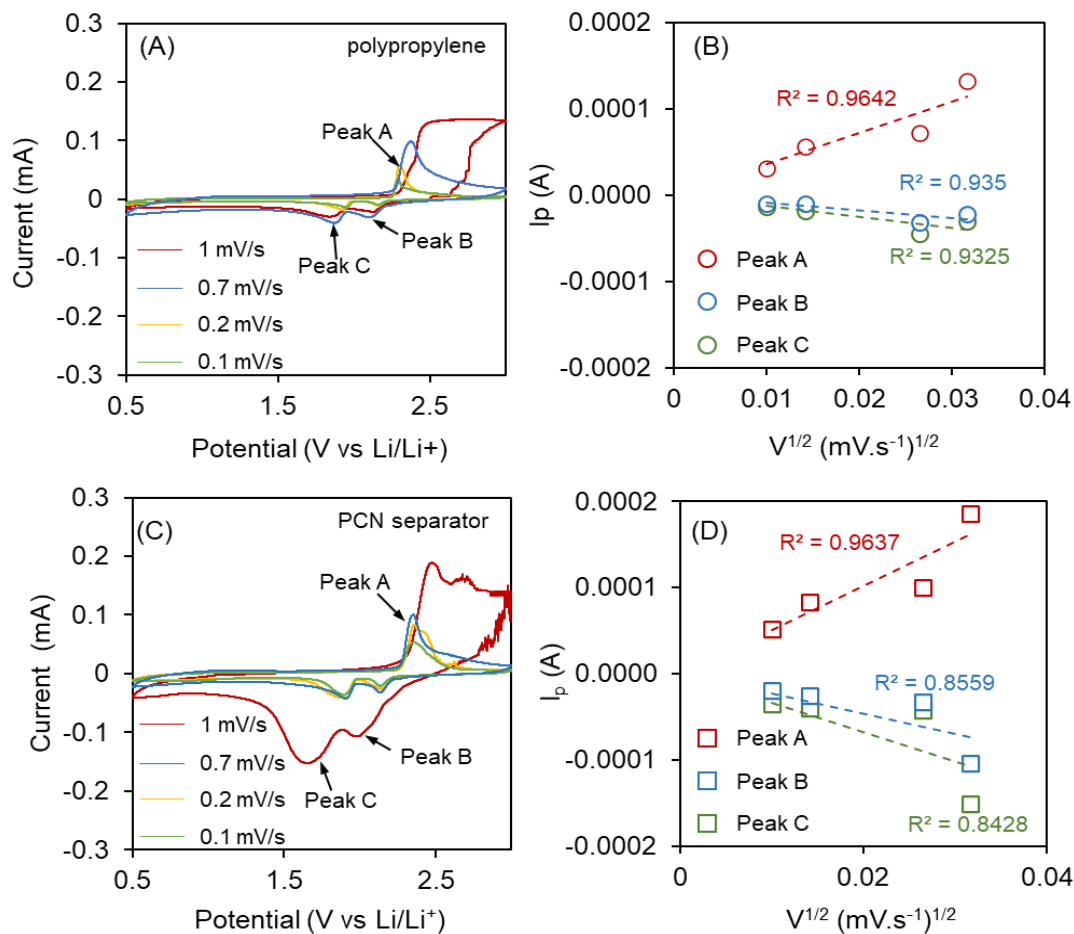 (A)
polypropylene
Peak A
Peak B
Peak C
1 mV/s
0.7 mV/s
0.2 mV/s
0.1 mV/s
0.3
0.2
0.1
0
-0.1
-0.2
-0.3
0.5
1.5
2.5
Current (mA)
Potential (V vs Li/Li+)
(B)
R² = 0.9642
R² = 0.935
R² = 0.9325
Peak A
Peak B
Peak C
0.0002
0.0001
0.0000
-0.0001
-0.0002
0
0.01
0.02
0.03
0.04
Ip (A)
V¹/² (mV.s⁻¹)¹/²
(C)
PCN separator
Peak A
Peak B
Peak C
1 mV/s
0.7 mV/s
0.2 mV/s
0.1 mV/s
0.3
0.2
0.1
0
-0.1
-0.2
-0.3
0.5
1.5
2.5
Current (mA)
Potential (V vs Li/Li⁺)
(D)
R² = 0.9637
R² = 0.8559
R² = 0.8428
Peak A
Peak B
Peak C
0.0002
0.0001
0.0000
-0.0001
-0.0002
0
0.02
0.04
Iₚ (A)
V¹/² (mV.s⁻¹)¹/²